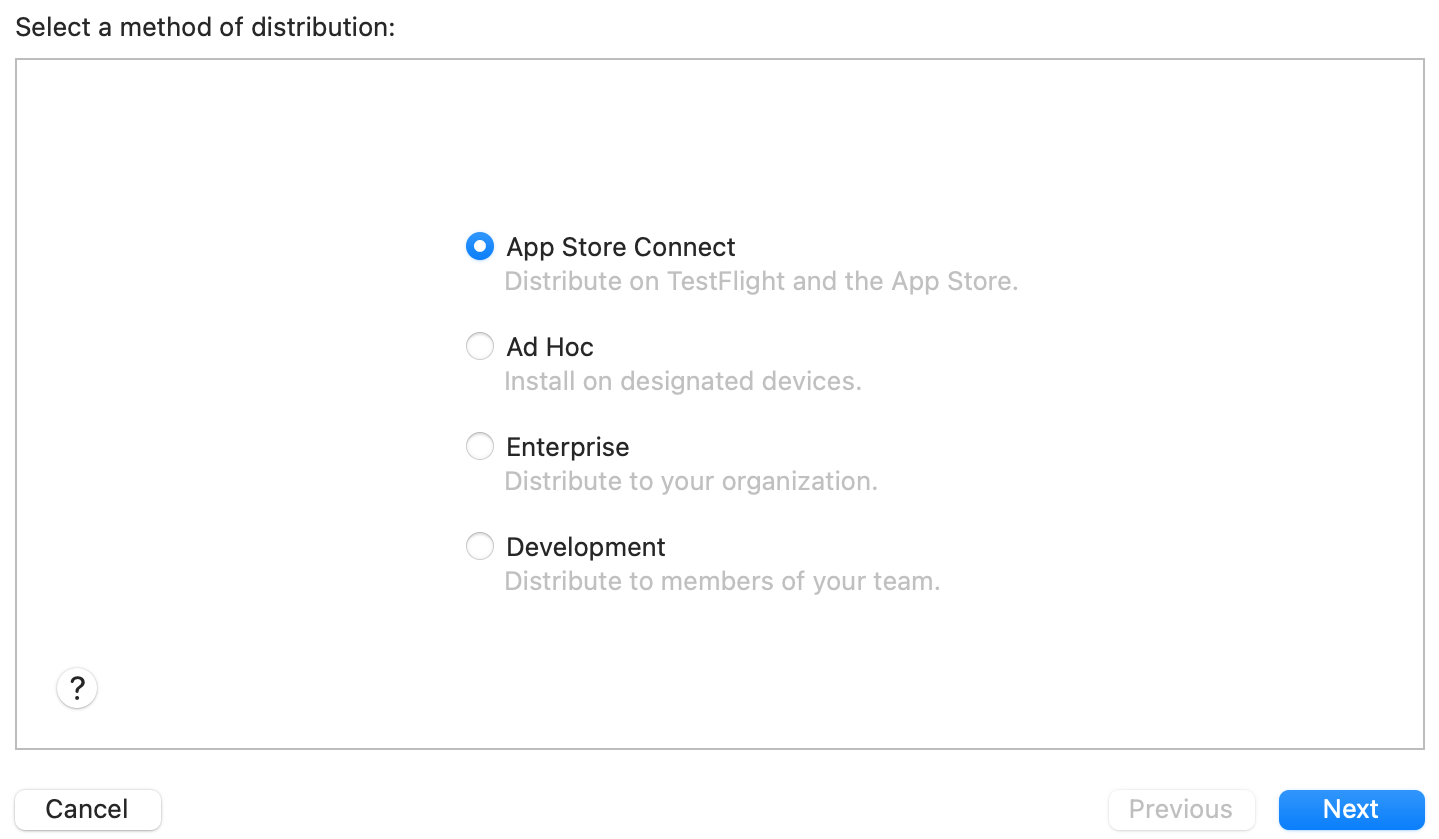 Select a method of distribution:
App Store Connect
Distribute on TestFlight and the App Store.
Ad Hoc
Install on designated devices.
Enterprise
Distribute to your organization.
Development
Distribute to members of your team.
?
Cancel
Previous
Next